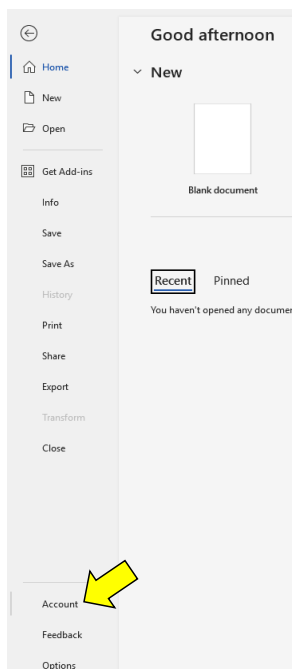 Good afternoon
Home
New
New
Open
Get Add-ins
Blank document
Info
Save
Save As
Recent Pinned
History
You haven't opened any documen
Print
Share
Export
Transform
Close
Account
Feedback
Options